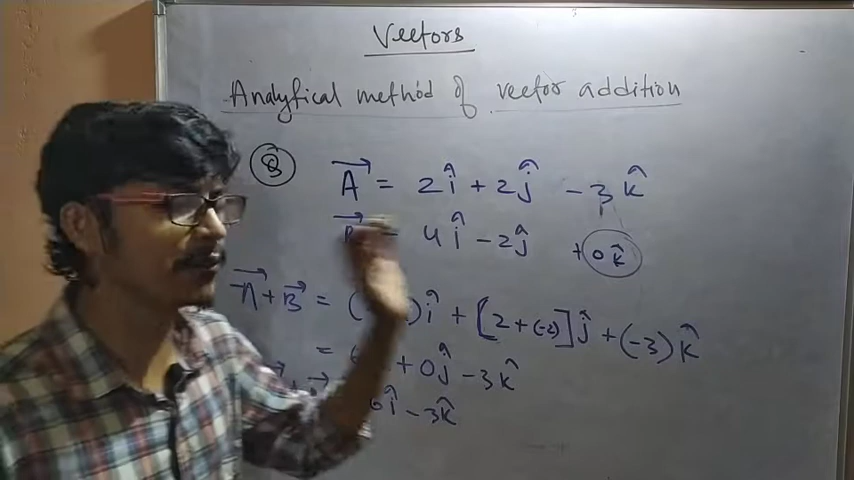 Vectors
Analytical method of vector addition
Q A⃗ = 2î + 2ĵ - 3k̂
= 4î - 2ĵ + 0k̂
A⃗ + B⃗ = ( )î + [2 + (-2)]ĵ + (-3)k̂
= 6 + 0ĵ - 3k̂
6î - 3k̂